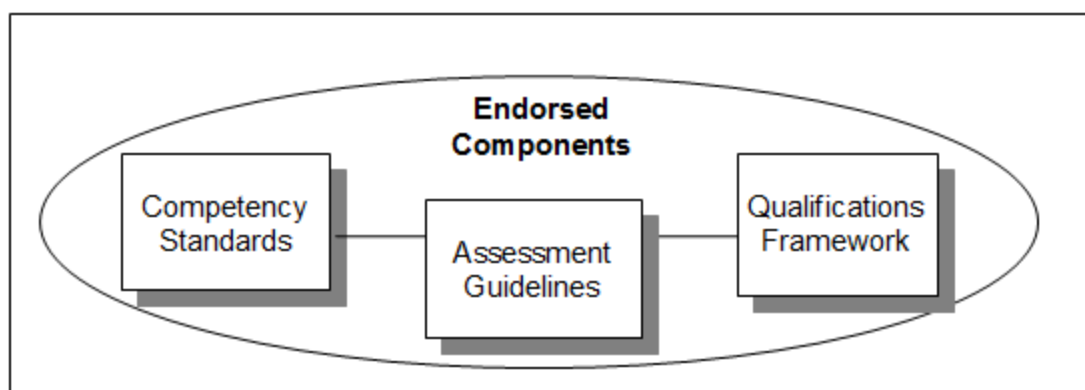 Endorsed
Components
Competency
Standards
Assessment
Guidelines
Qualifications
Framework